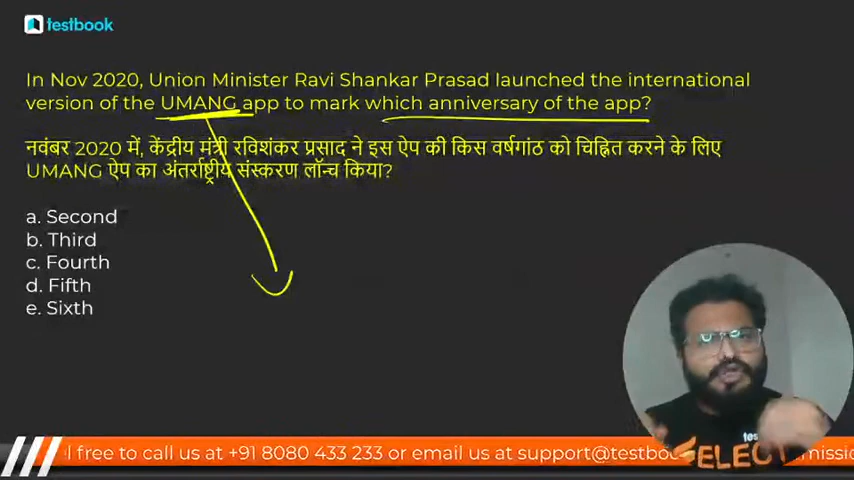 testbook
In Nov 2020, Union Minister Ravi Shankar Prasad launched the international
version of the UMANG app to mark which anniversary of the app?
नवंबर 2020 में, केंद्रीय मंत्री रविशंकर प्रसाद ने इस ऐप की किस वर्षगांठ को चिह्नित करने के लिए
UMANG ऐप का अंतर्राष्ट्रीय संस्करण लॉन्च किया?
a. Second
b. Third
c. Fourth
d. Fifth
e. Sixth
free to call us at +91 8080 433 233 or email us at